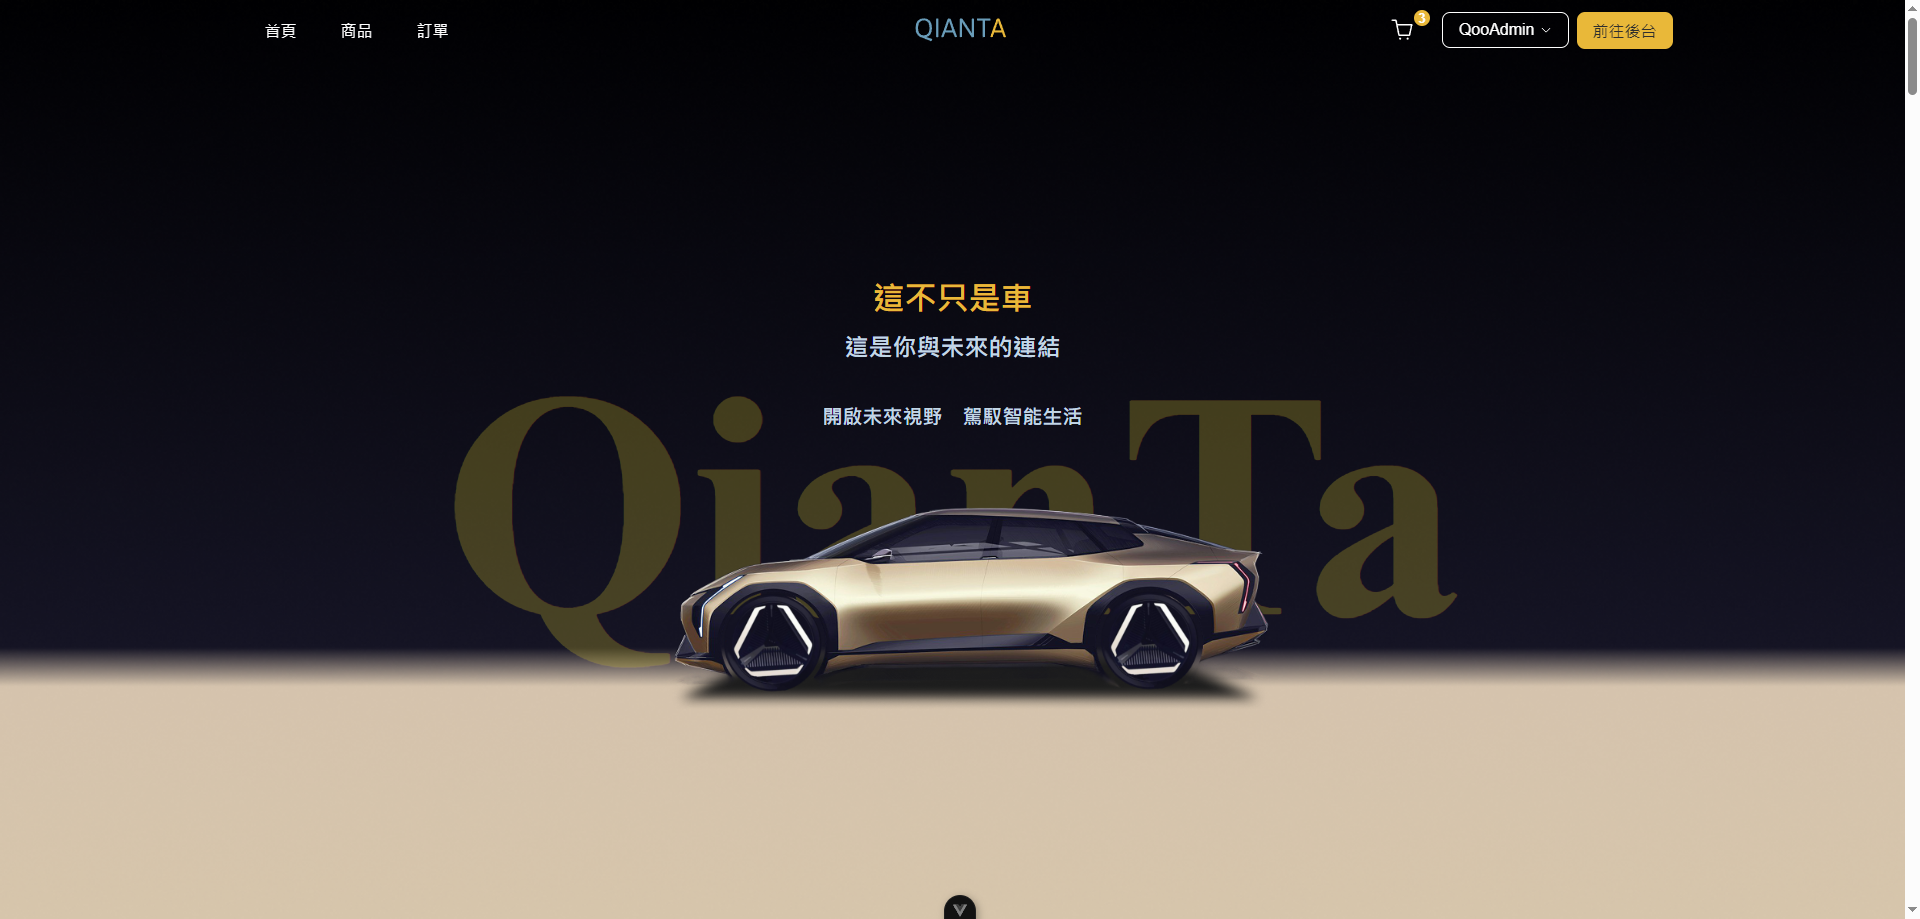 首頁
商品
訂單
QIANTA
3
QooAdmin
前往後台
這不只是車
這是你與未來的連結
開啟未來視野 駕馭智能生活
QianTa